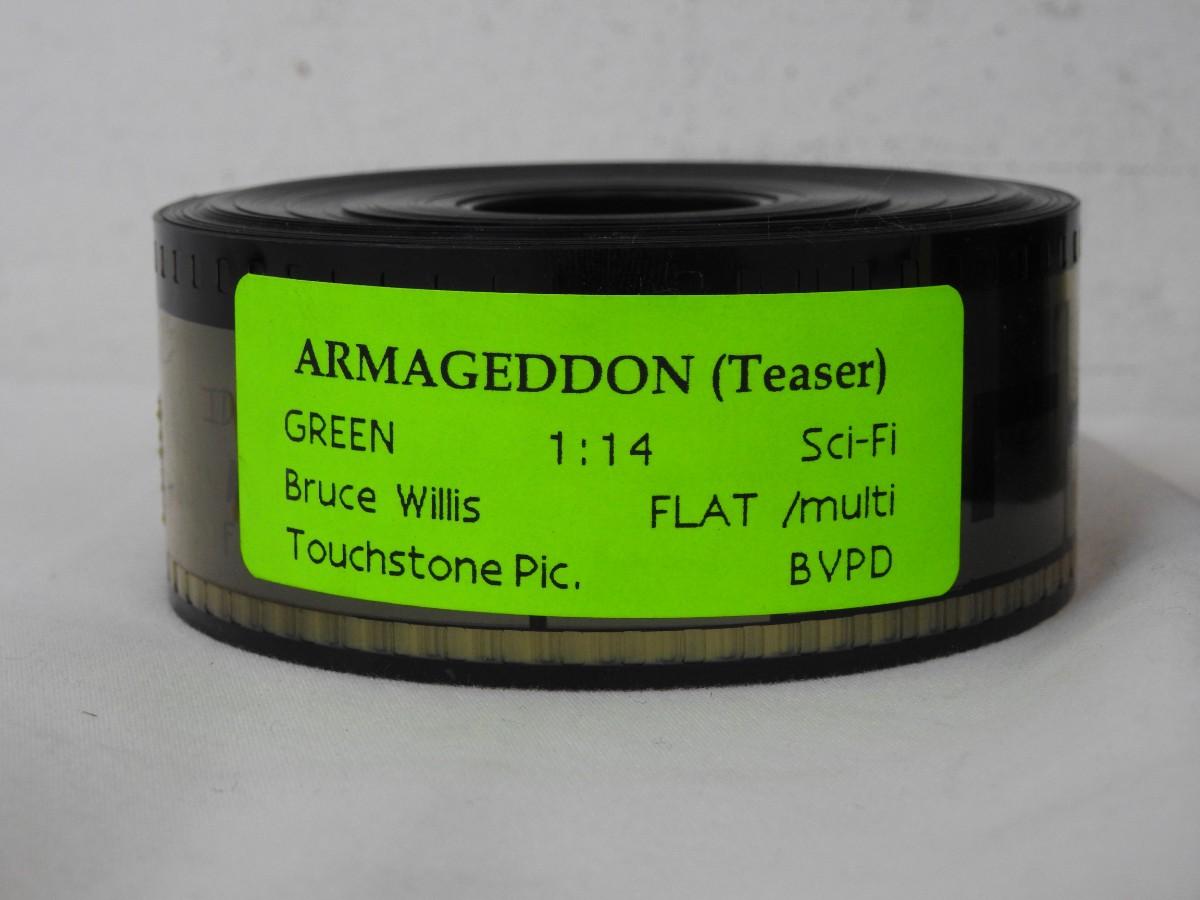 ARMAGEDDON (Teaser)
GREEN 1:14 Sci-Fi
Bruce Willis FLAT /multi
Touchstone Pic. BVPD